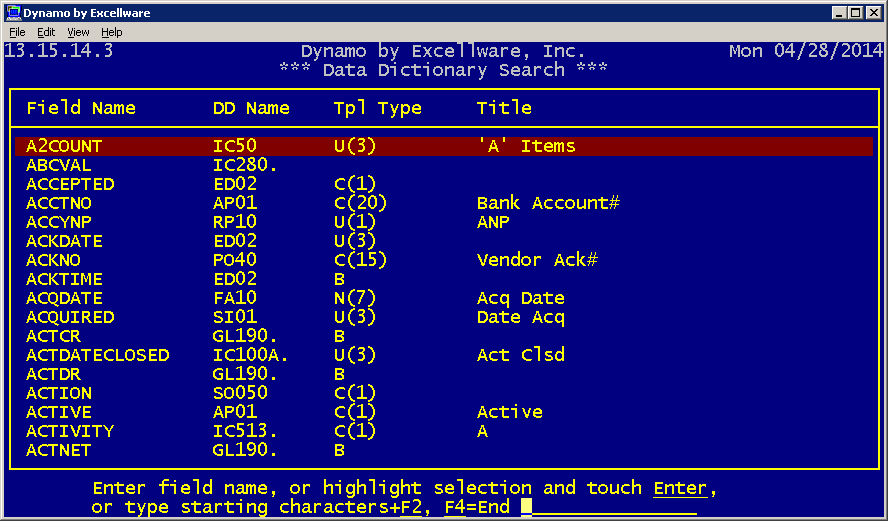 Dynamo by Excellware
File Edit View Help
13.15.14.3 Dynamo by Excellware, Inc. Mon 04/28/2014
*** Data Dictionary Search ***
Field Name DD Name Tpl Type Title
A2COUNT IC50 U(3) 'A' Items
ABCVAL IC280.
ACCEPTED ED02 C(1)
ACCTNO AP01 C(20) Bank Account#
ACCYNP RP10 U(1) ANP
ACKDATE ED02 U(3)
ACKNO PO40 C(15) Vendor Ack#
ACKTIME ED02 B
ACQDATE FA10 N(7) Acq Date
ACQUIRED SI01 U(3) Date Acq
ACTCR GL190. B
ACTDATECLOSED IC100A. U(3) Act Clsd
ACTDR GL190. B
ACTION SO050 C(1)
ACTIVE AP01 C(1) Active
ACTIVITY IC513. C(1) A
ACTNET GL190. B
Enter field name, or highlight selection and touch Enter,
or type starting characters+F2, F4=End